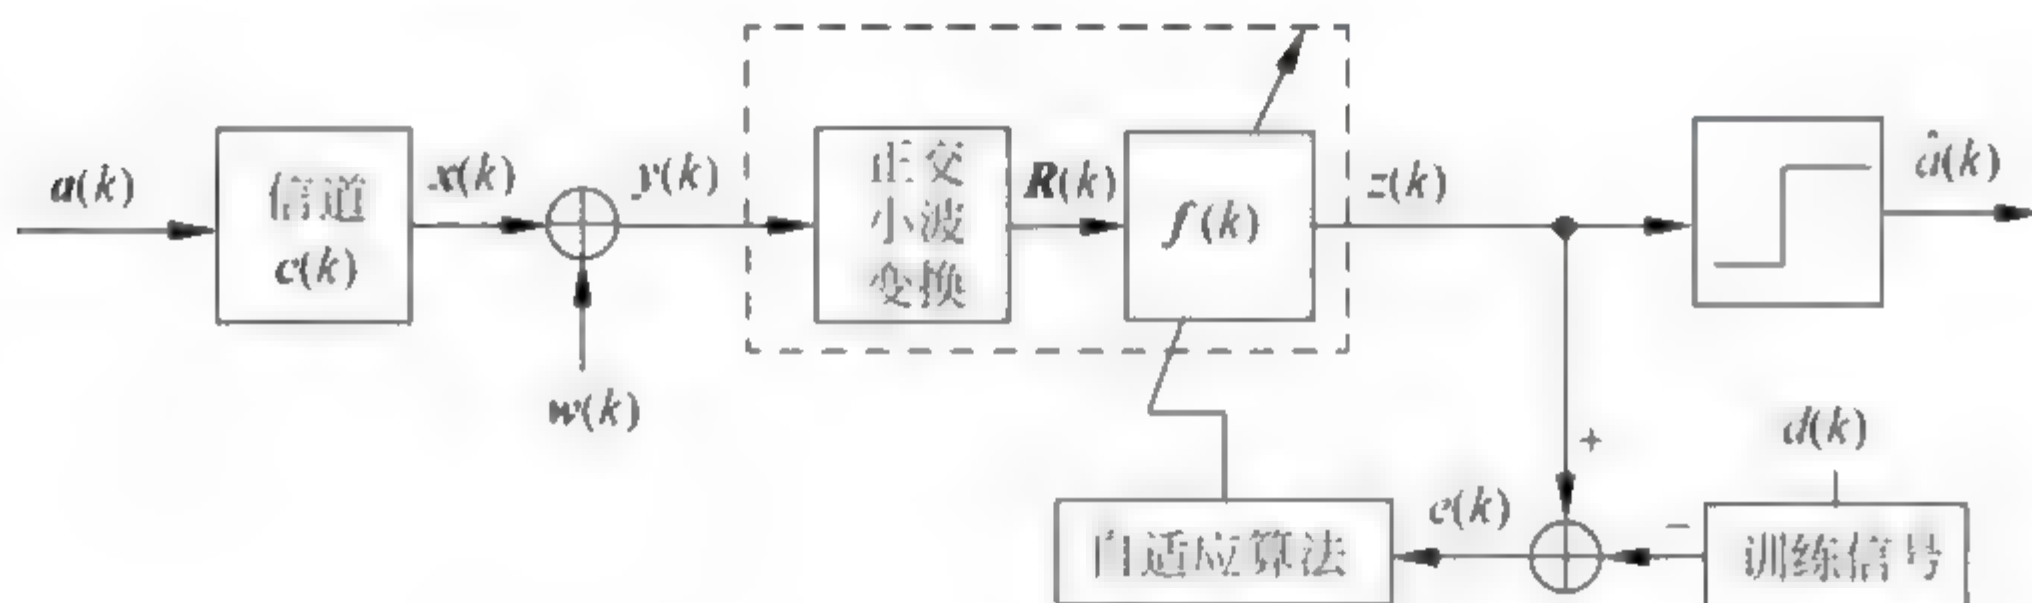 a(k)
信道
c(k)
x(k)
w(k)
y(k)
正交
小波
变换
R(k)
f(k)
z(k)
â(k)
+
d(k)
训练信号
−
e(k)
自适应算法